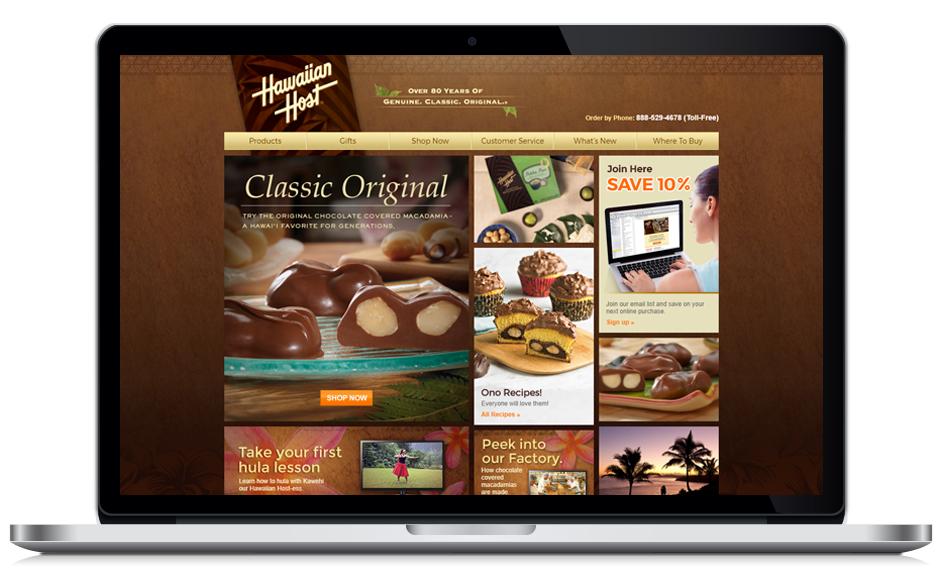 Hawaiian
Host
OVER 80 YEARS OF
GENUINE. CLASSIC. ORIGINAL.
Order by Phone: 888-529-4678 (Toll-Free)
Products Gifts Shop Now Customer Service What's New Where To Buy
Classic Original
TRY THE ORIGINAL CHOCOLATE COVERED MACADAMIA–
A HAWAI'I FAVORITE FOR GENERATIONS.
SHOP NOW
Hawaiian
Host
Join Here
SAVE 10%
Join our email list and save on your
next online purchase.
Sign up »
Ono Recipes!
Everyone will love them!
All Recipes »
Take your first
hula lesson
Learn how to hula with Kawehi
our Hawaiian Host-ess.
Peek into
our Factory.
How chocolate
covered
macadamias
are made